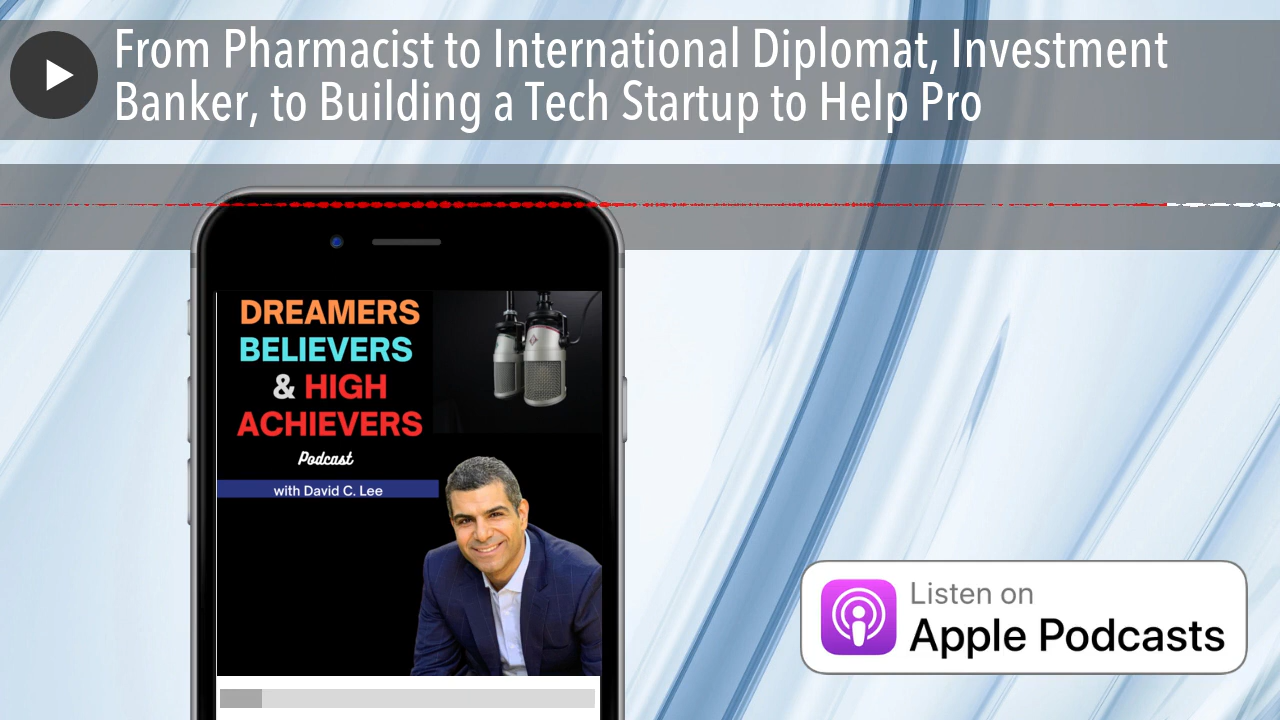 From Pharmacist to International Diplomat, Investment
Banker, to Building a Tech Startup to Help Pro
DREAMERS
BELIEVERS
& HIGH
ACHIEVERS
Podcast
with David C. Lee
Listen on
Apple Podcasts